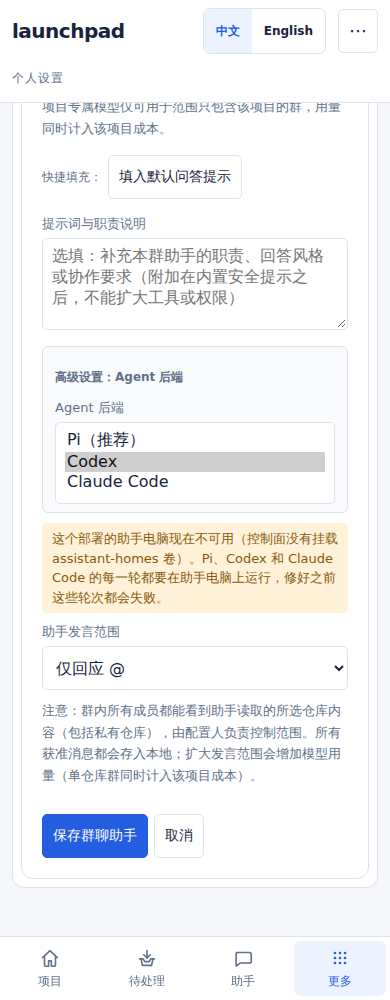 launchpad
中文
English
···
个人设置
项目专属模型仅可用于范围只包含该项目的群，用量
同时计入该项目成本。
快捷填充：
填入默认问答提示
提示词与职责说明
选填：补充本群助手的职责、回答风格
或协作要求（附加在内置安全提示之
后，不能扩大工具或权限）
高级设置：Agent 后端
Agent 后端
Pi（推荐）
Codex
Claude Code
这个部署的助手电脑现在不可用（控制面没有挂载
assistant-homes 卷）。Pi、Codex 和 Claude
Code 的每一轮都要在助手电脑上运行，修好之前
这些轮次都会失败。
助手发言范围
仅回应 @
注意：群内所有成员都能看到助手读取的所选仓库内
容（包括私有仓库），由配置人负责控制范围。所有
获准消息都会存入本地；扩大发言范围会增加模型用
量（单仓库群同时计入该项目成本）。
保存群聊助手
取消
项目
待处理
助手
更多